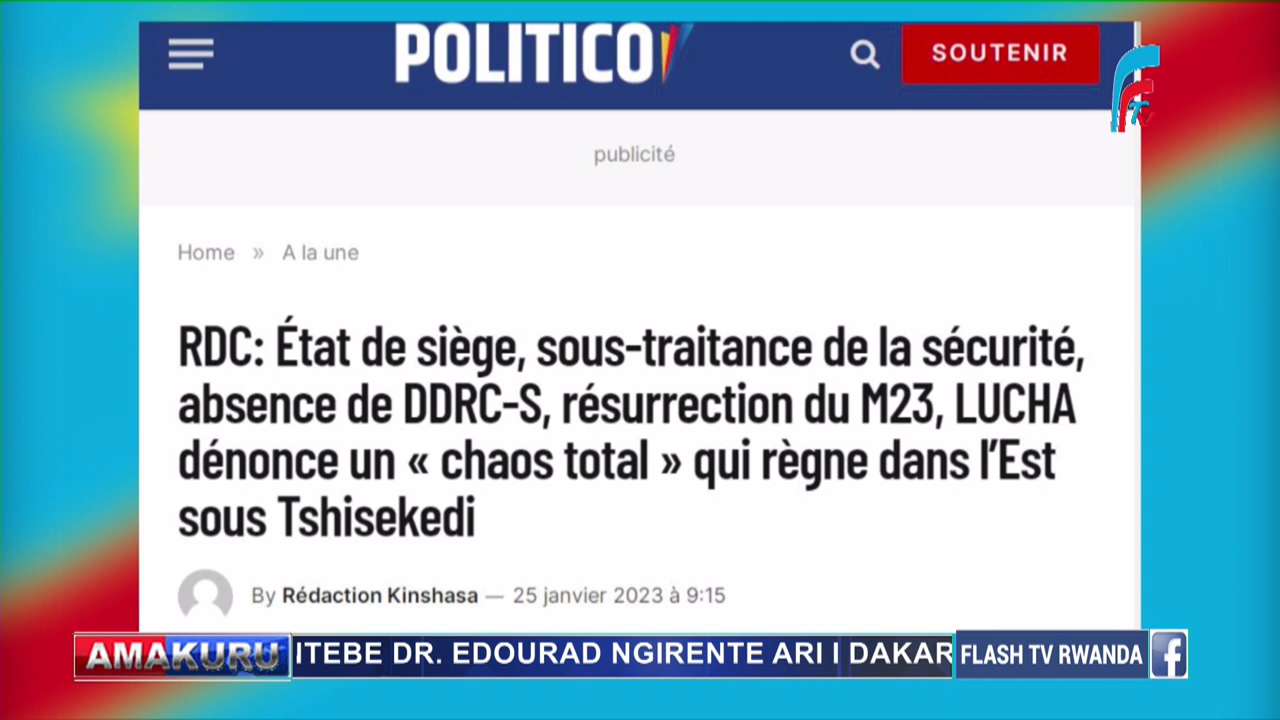 POLITICO
SOUTENIR
publicité
Home » A la une
RDC: État de siège, sous-traitance de la sécurité,
absence de DDRC-S, résurrection du M23, LUCHA
dénonce un « chaos total » qui règne dans l’Est
sous Tshisekedi
By Rédaction Kinshasa — 25 janvier 2023 à 9:15
AMAKURU ITEBE DR. EDOURAD NGIRENTE ARI I DAKAR FLASH TV RWANDA f